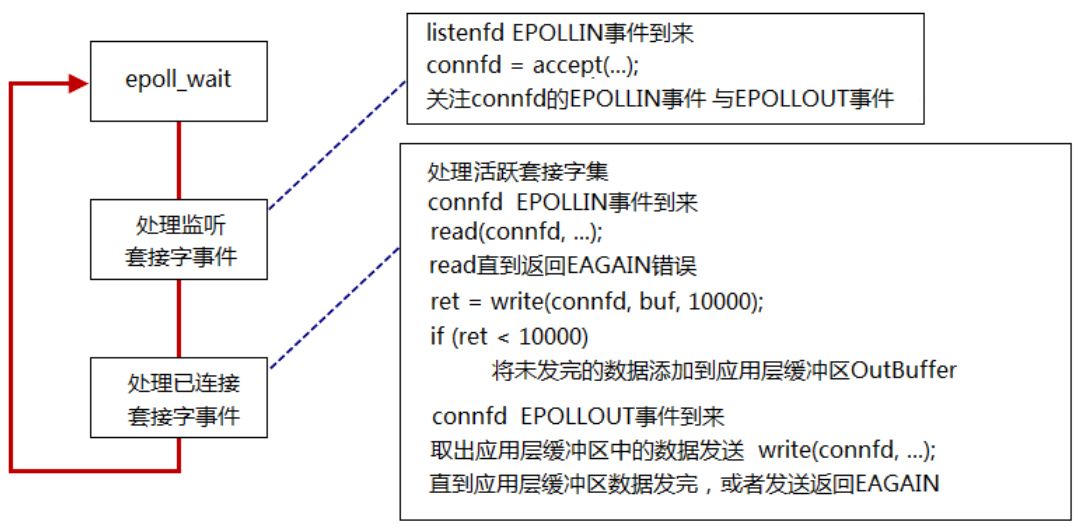 epoll_wait
处理监听
套接字事件
处理已连接
套接字事件
listenfd EPOLLIN事件到来
connfd = accept(...);
关注connfd的EPOLLIN事件 与EPOLLOUT事件
处理活跃套接字集
connfd EPOLLIN事件到来
read(connfd, ...);
read直到返回EAGAIN错误
ret = write(connfd, buf, 10000);
if (ret < 10000)
将未发完的数据添加到应用层缓冲区OutBuffer
connfd EPOLLOUT事件到来
取出应用层缓冲区中的数据发送 write(connfd, ...);
直到应用层缓冲区数据发完，或者发送返回EAGAIN